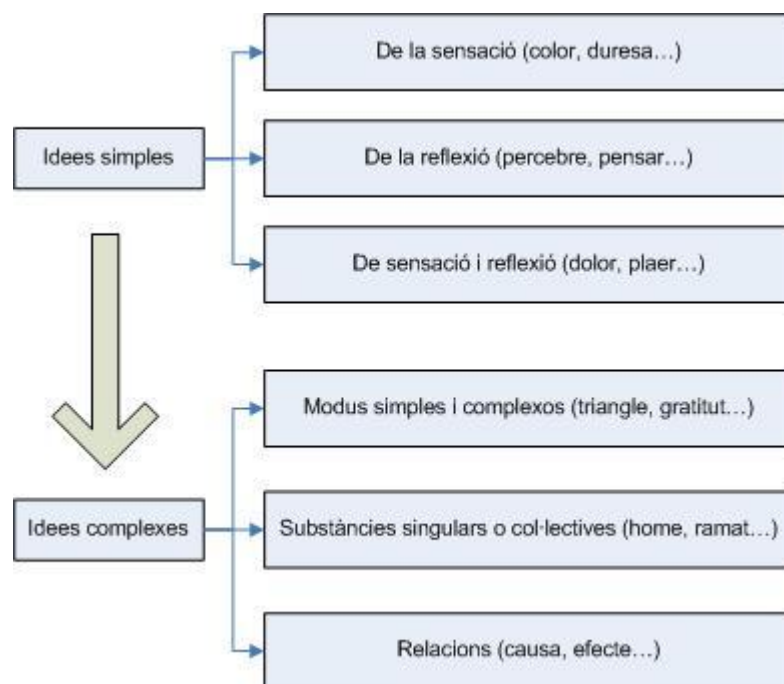 De la sensació (color, duresa…)
Idees simples
De la reflexió (percebre, pensar…)
De sensació i reflexió (dolor, plaer…)
Modus simples i complexos (triangle, gratitut…)
Idees complexes
Substàncies singulars o col·lectives (home, ramat…)
Relacions (causa, efecte…)